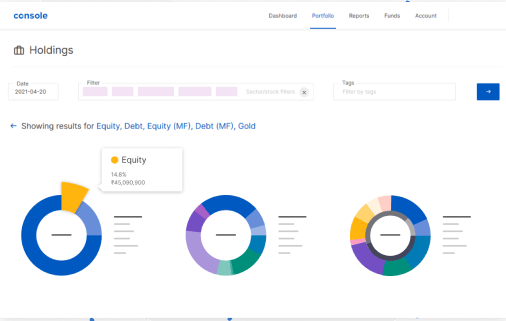 console
Dashboard Portfolio Reports Funds Account
Holdings
Date
2021-04-20
Filter
Sector/stock filters
Tags
Filter by tags
← Showing results for Equity, Debt, Equity (MF), Debt (MF), Gold
Equity
14.8%
₹45,090,900